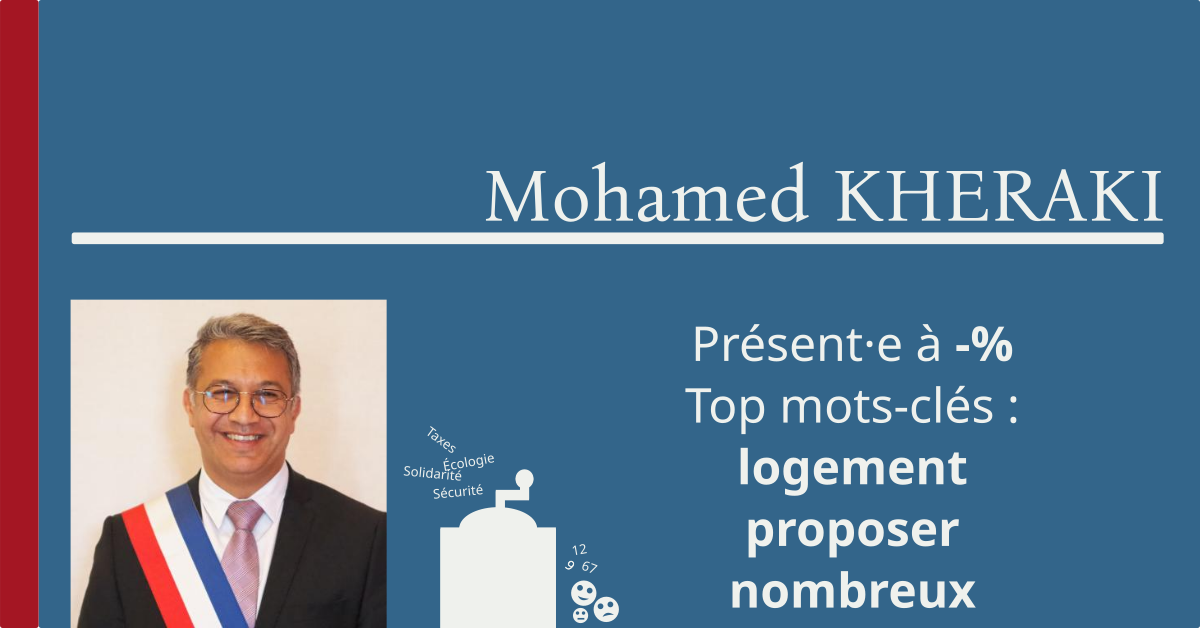 Mohamed KHERAKI
Présent·e à -%
Top mots-clés :
logement
proposer
nombreux
Taxes
Écologie
Solidarité
Sécurité
12
9 67